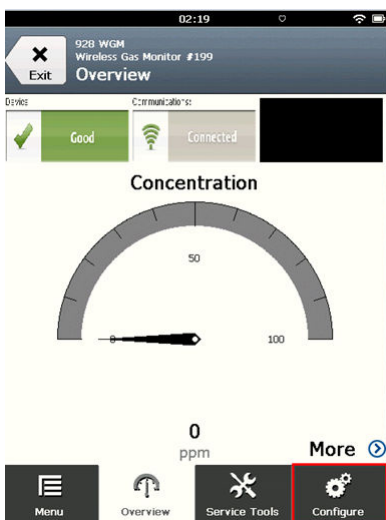 02:19
928 WGM
Wireless Gas Monitor #199
Exit
Overview
Device
Communications:
Good
Connected
Concentration
50
0
100
0
ppm
More
Menu
Overview
Service Tools
Configure